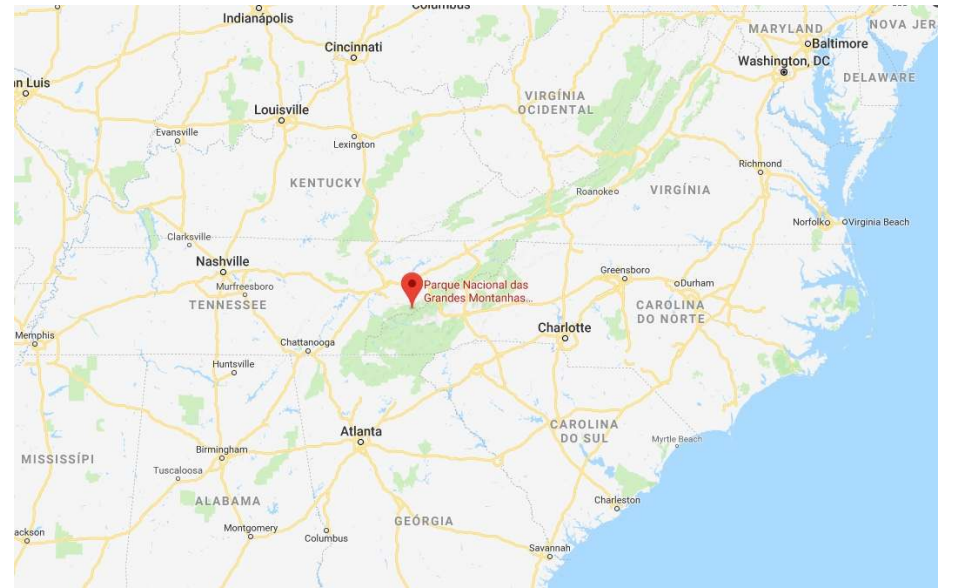 Columbus
Indianápolis
MARYLAND
NOVA JER
Baltimore
Cincinnati
Washington, DC
DELAWARE
n Luis
VIRGÍNIA
OCIDENTAL
Louisville
Evansville
Lexington
Richmond
KENTUCKY
Roanoke
VIRGÍNIA
Norfolk
Virginia Beach
Clarksville
Nashville
Greensboro
Murfreesboro
Durham
Parque Nacional das
Grandes Montanhas...
TENNESSEE
CAROLINA
DO NORTE
Charlotte
Memphis
Chattanooga
Huntsville
Atlanta
CAROLINA
DO SUL
Myrtle Beach
Birmingham
MISSISSÍPI
Tuscaloosa
ALABAMA
Charleston
GEÓRGIA
Montgomery
Columbus
ackson
Savannah